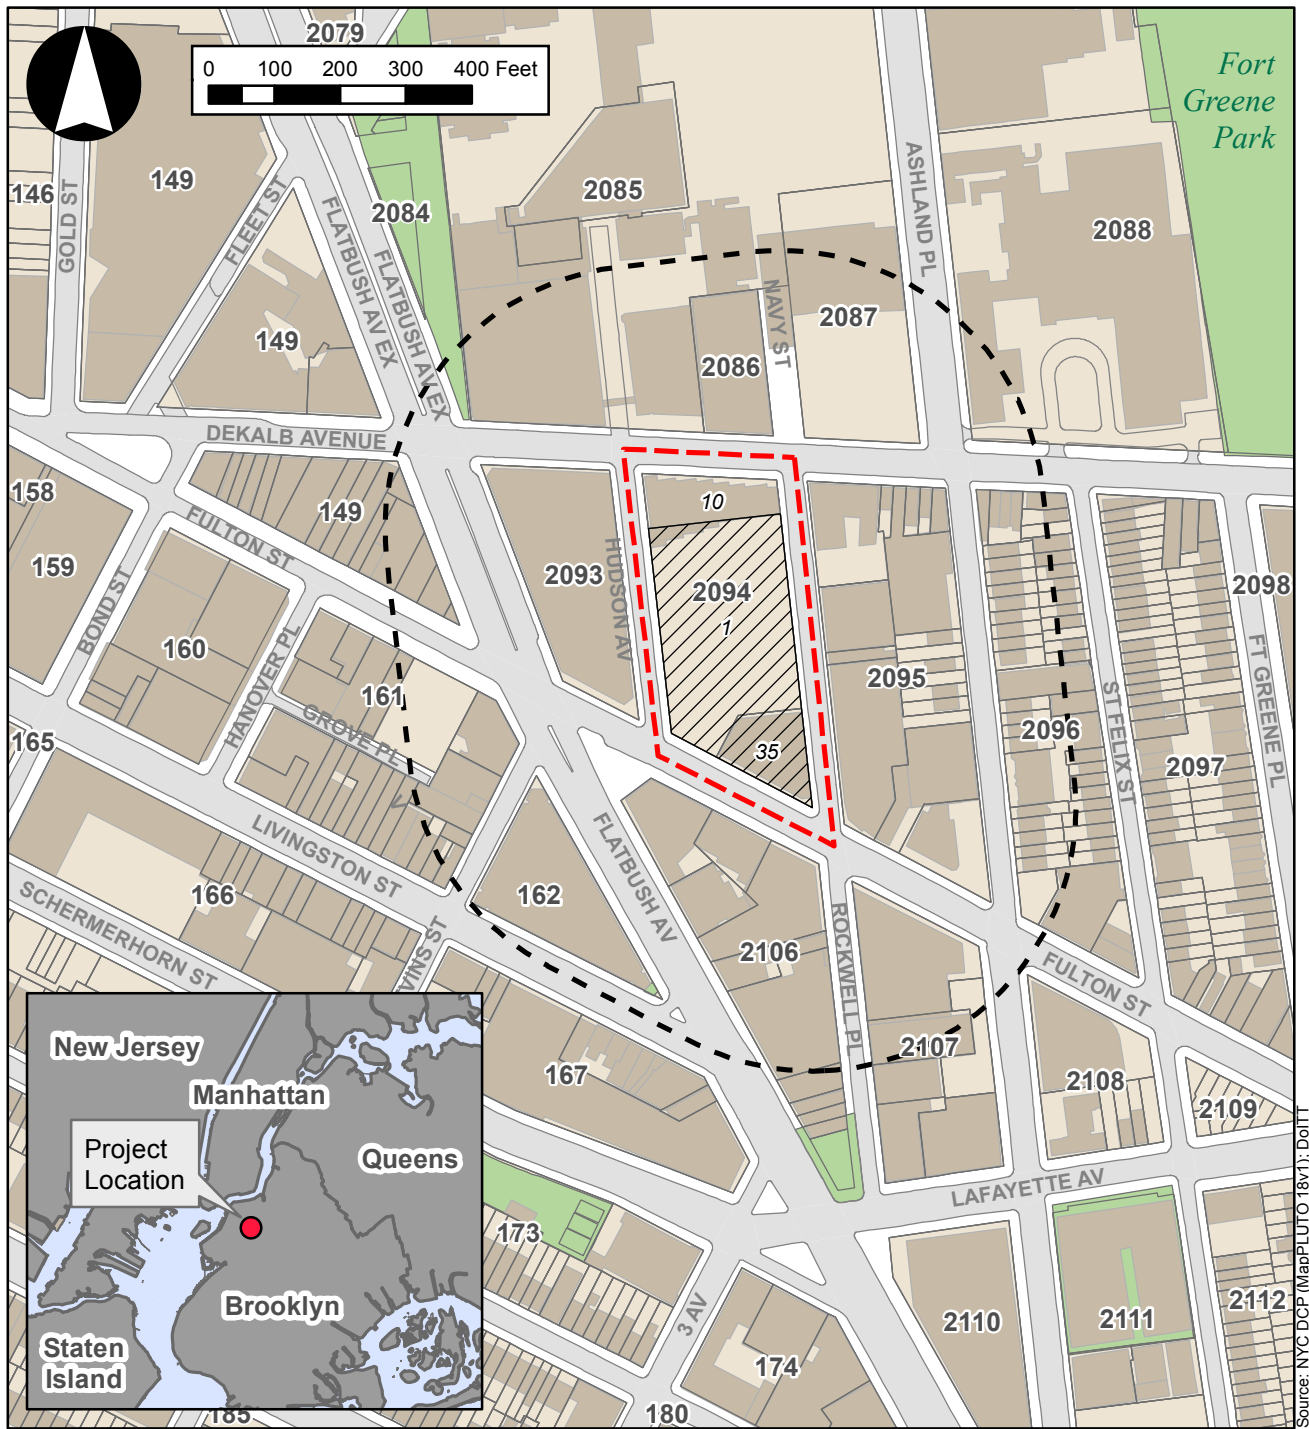 2079
0 100 200 300 400 Feet
Fort
Greene
Park
146
149
GOLD ST
FLEET ST
2084
2085
ASHLAND PL
2088
FLATBUSH AV EX
FLATBUSH AV EX
NAVY ST
2087
149
2086
DEKALB AVENUE
158
149
FULTON ST
10
159
BOND ST
2093
HUDSON AV
2094
1
2098
160
HANOVER PL
161
GROVE PL
2095
2096
ST FELIX ST
2097
FT GREENE PL
165
35
LIVINGSTON ST
166
SCHERMERHORN ST
162
FLATBUSH AV
VINS ST
2106
ROCKWELL PL
FULTON ST
167
2107
2108
2109
LAFAYETTE AV
173
3 AV
174
2110
2111
2112
185
180
New Jersey
Manhattan
Queens
Project
Location
Brooklyn
Staten
Island
Source: NYC DCP (MapPLUTO 18v1); DoITT